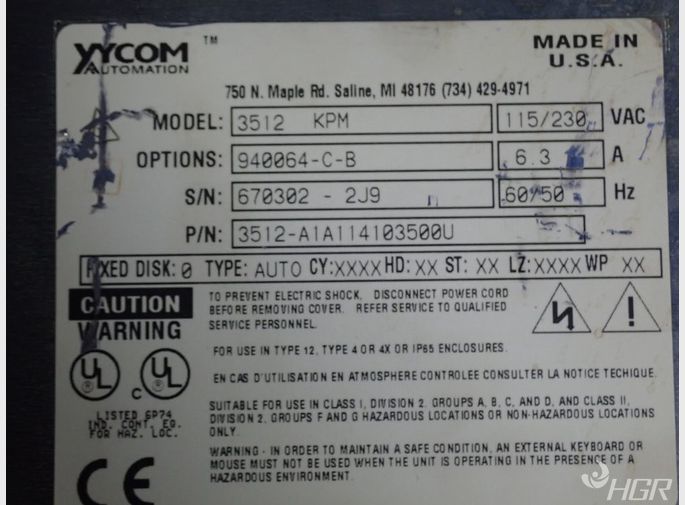 XYCOM ™
AUTOMATION
MADE IN
U.S.A.
750 N. Maple Rd. Saline, MI 48176 (734) 429-4971
MODEL: 3512 KPM 115/230 VAC
OPTIONS: 940064-C-B 6.3 A
S/N: 670302 - 2J9 60/50 Hz
P/N: 3512-A1A114103500U
FIXED DISK: 0 TYPE: AUTO CY:XXXX HD: XX ST: XX LZ:XXXX WP XX
CAUTION
WARNING
TO PREVENT ELECTRIC SHOCK, DISCONNECT POWER CORD
BEFORE REMOVING COVER. REFER SERVICE TO QUALIFIED
SERVICE PERSONNEL.
FOR USE IN TYPE 12, TYPE 4 OR 4X OR IP65 ENCLOSURES.
EN CAS D'UTILISATION EN ATMOSPHERE CONTROLEE CONSULTER LA NOTICE TECHIQUE.
UL C UL
LISTED 6P74
IND. CONT. EQ.
FOR HAZ. LOC.
SUITABLE FOR USE IN CLASS I, DIVISION 2, GROUPS A, B, C, AND D, AND CLASS II,
DIVISION 2, GROUPS F AND G HAZARDOUS LOCATIONS OR NON-HAZARDOUS LOCATIONS
ONLY.
WARNING - IN ORDER TO MAINTAIN A SAFE CONDITION, AN EXTERNAL KEYBOARD OR
MOUSE MUST NOT BE USED WHEN THE UNIT IS OPERATING IN THE PRESENCE OF A
HAZARDOUS ENVIRONMENT.
CE
HGR